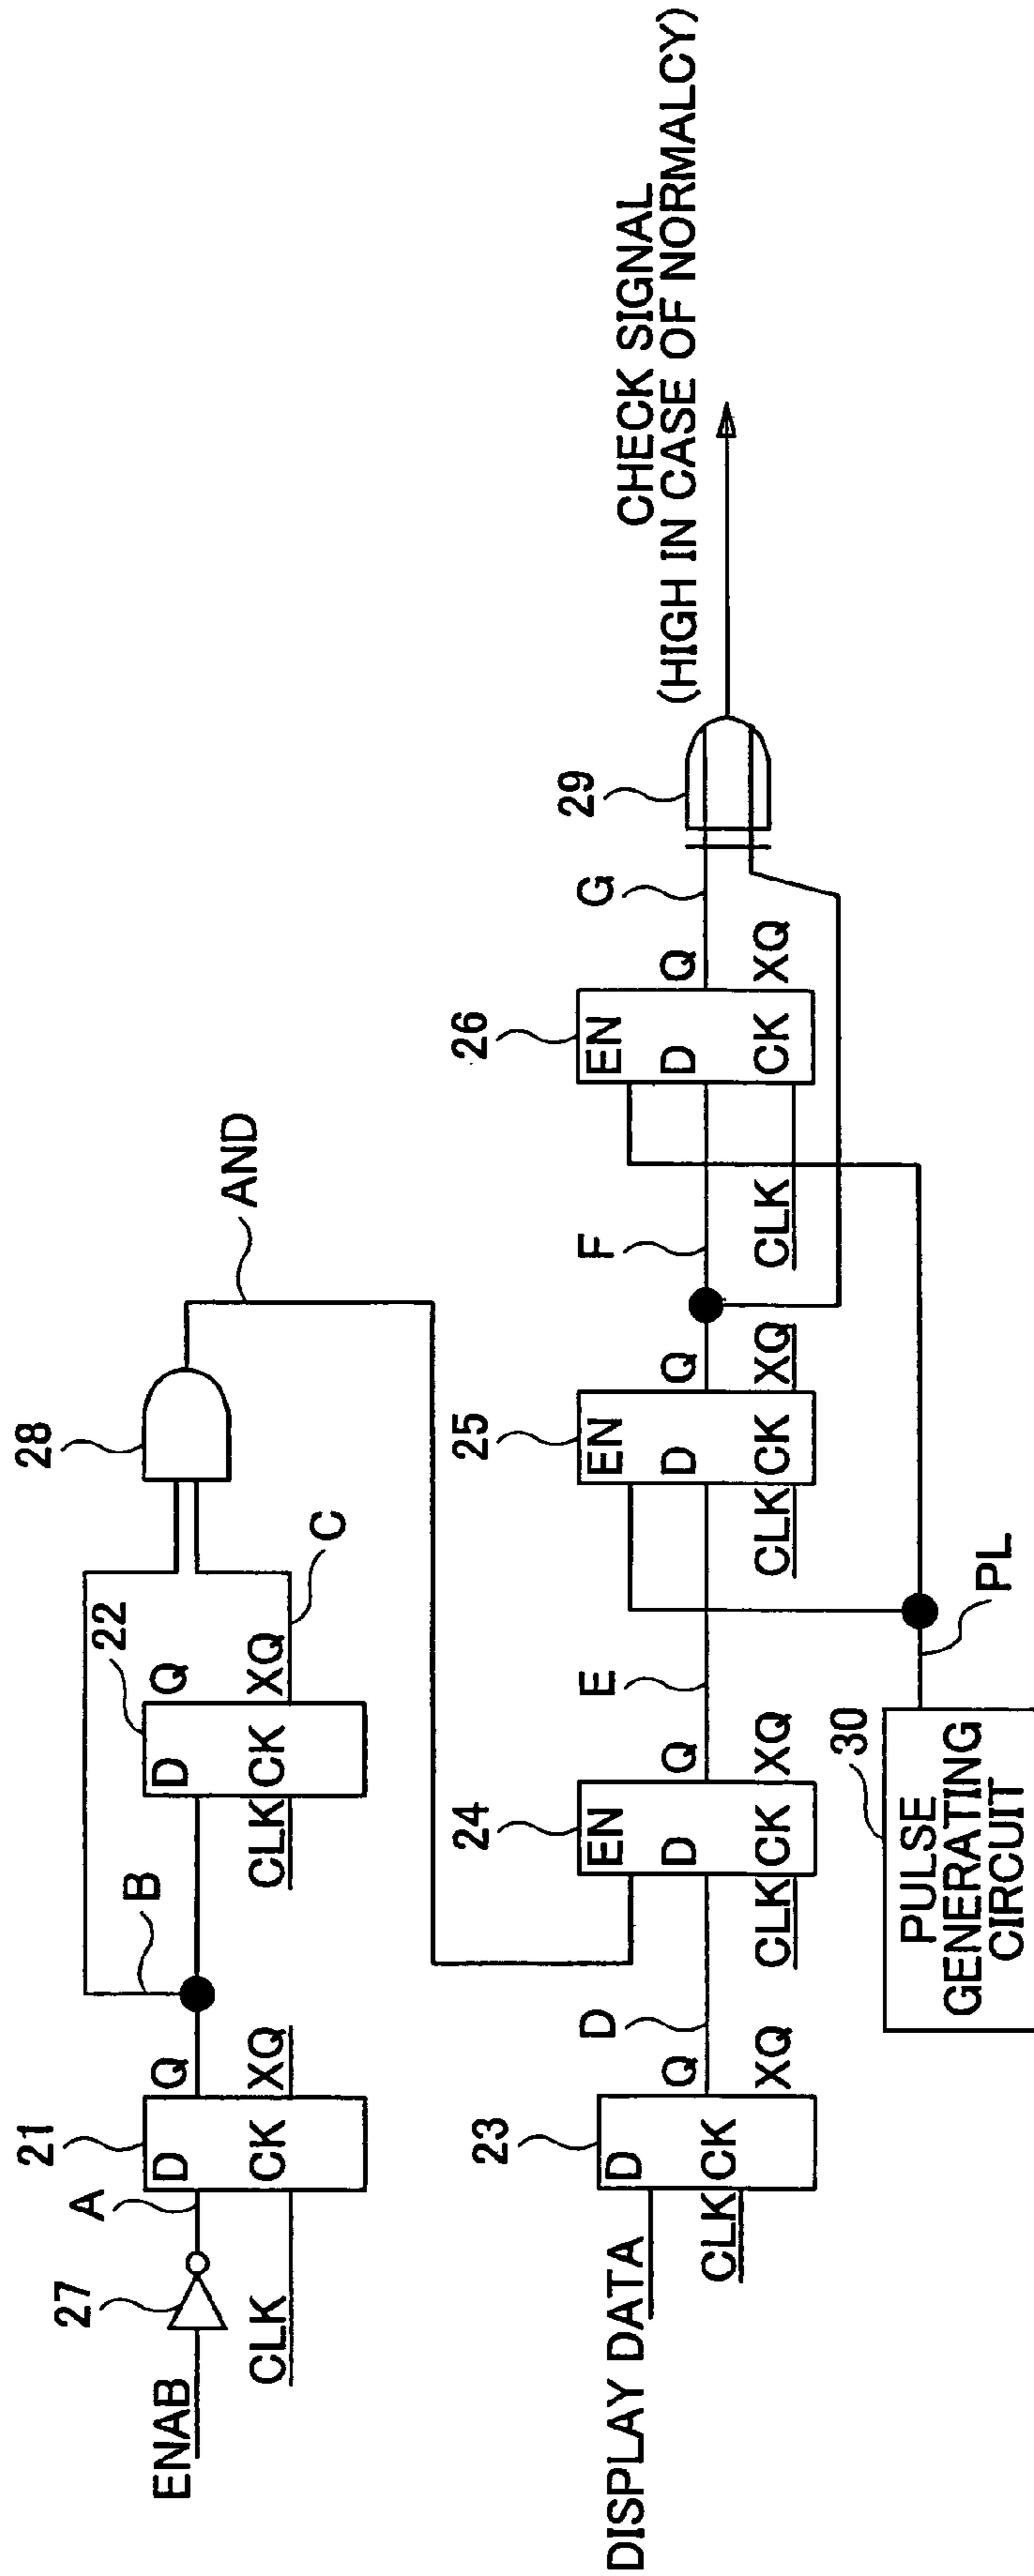 ENAB
27
A
CLK
21
D
Q
CK
XQ
B
22
D
Q
CLK
CK
XQ
C
28
AND
DISPLAY DATA
CLK
23
D
CK
Q
XQ
D
24
EN
D
CLK
CK
Q
XQ
E
25
EN
D
CLK
CK
Q
XQ
F
CLK
26
EN
D
CK
Q
XQ
G
29
CHECK SIGNAL
(HIGH IN CASE OF NORMALCY)
30
PULSE
GENERATING
CIRCUIT
PL